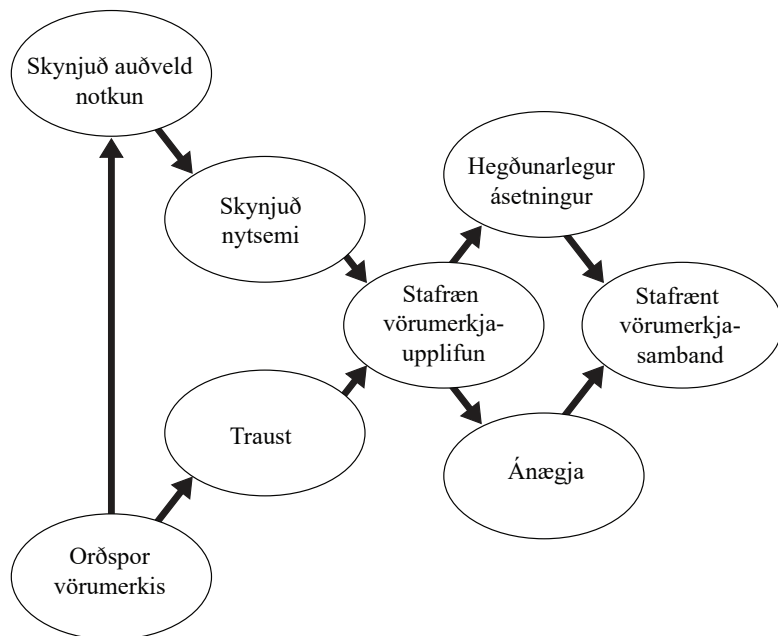 Skynjuð auðveld
notkun
Skynjuð
nytsemi
Hegðunarlegur
ásetningur
Stafræn
vörumerkja-
upplifun
Stafrænt
vörumerkja-
samband
Traust
Ánægja
Orðspor
vörumerkis